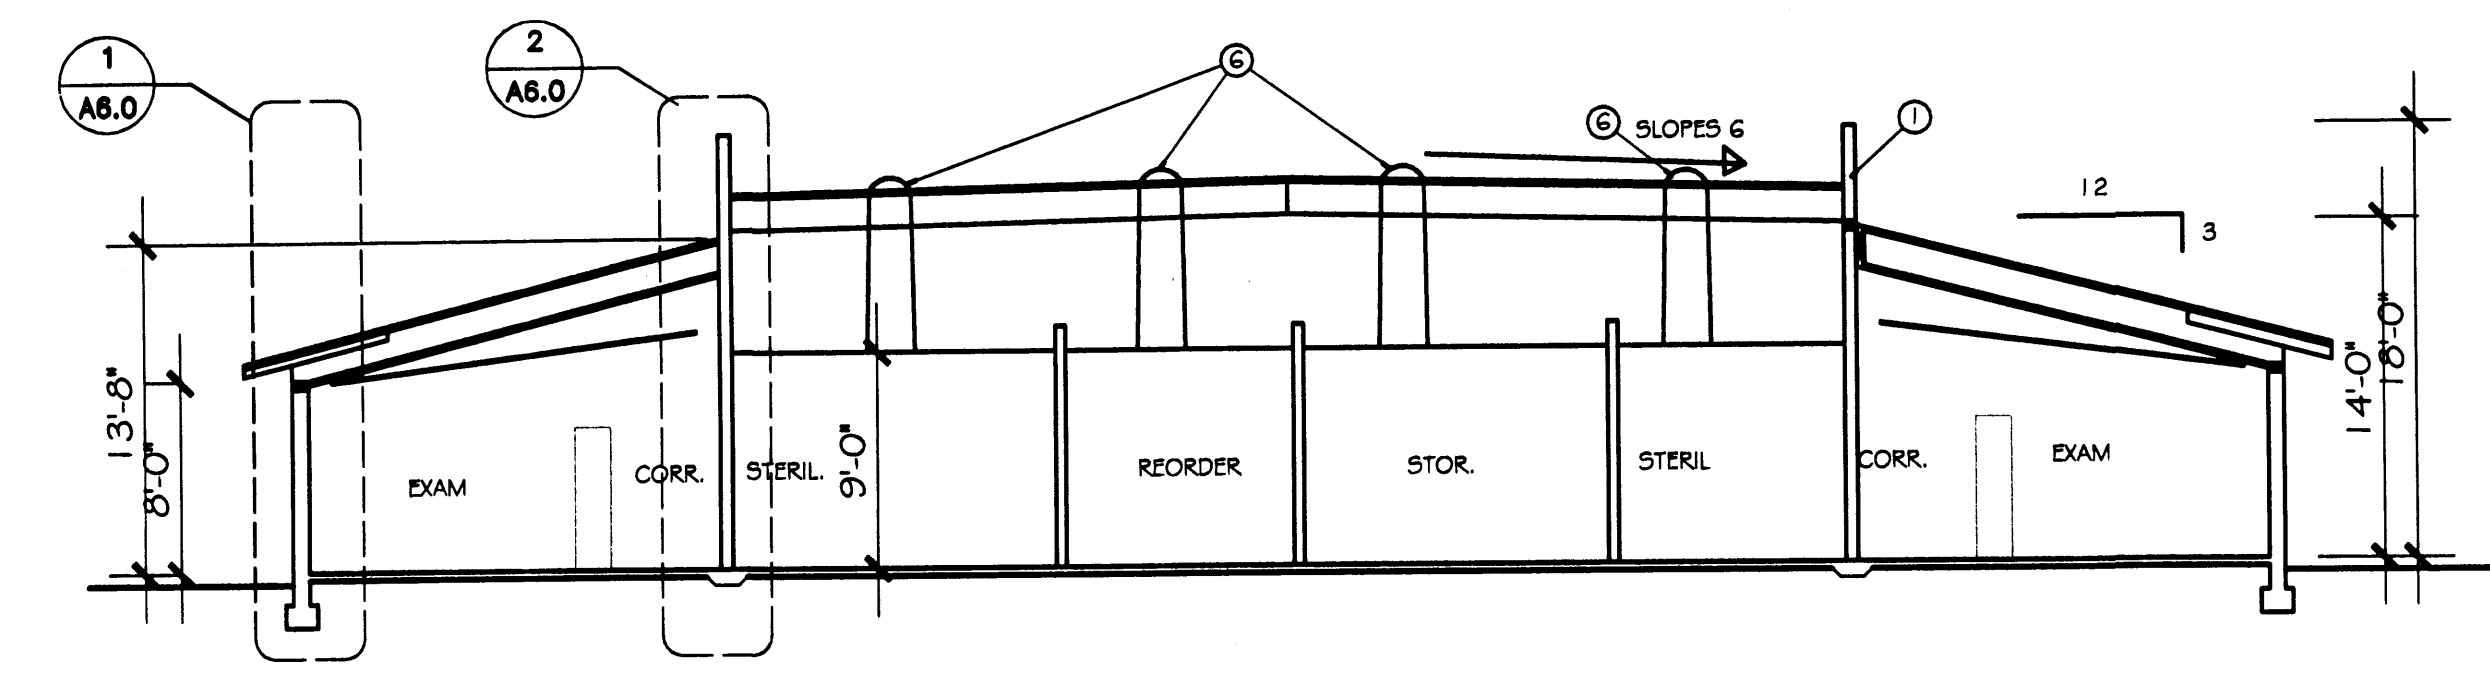 1
A6.0
2
A6.0
6
6
SLOPES 6
1
12
3
13'-8"
8'-0"
9'-0"
14'-0"
18'-0"
EXAM
CORR.
STERIL.
REORDER
STOR.
STERIL
CORR.
EXAM